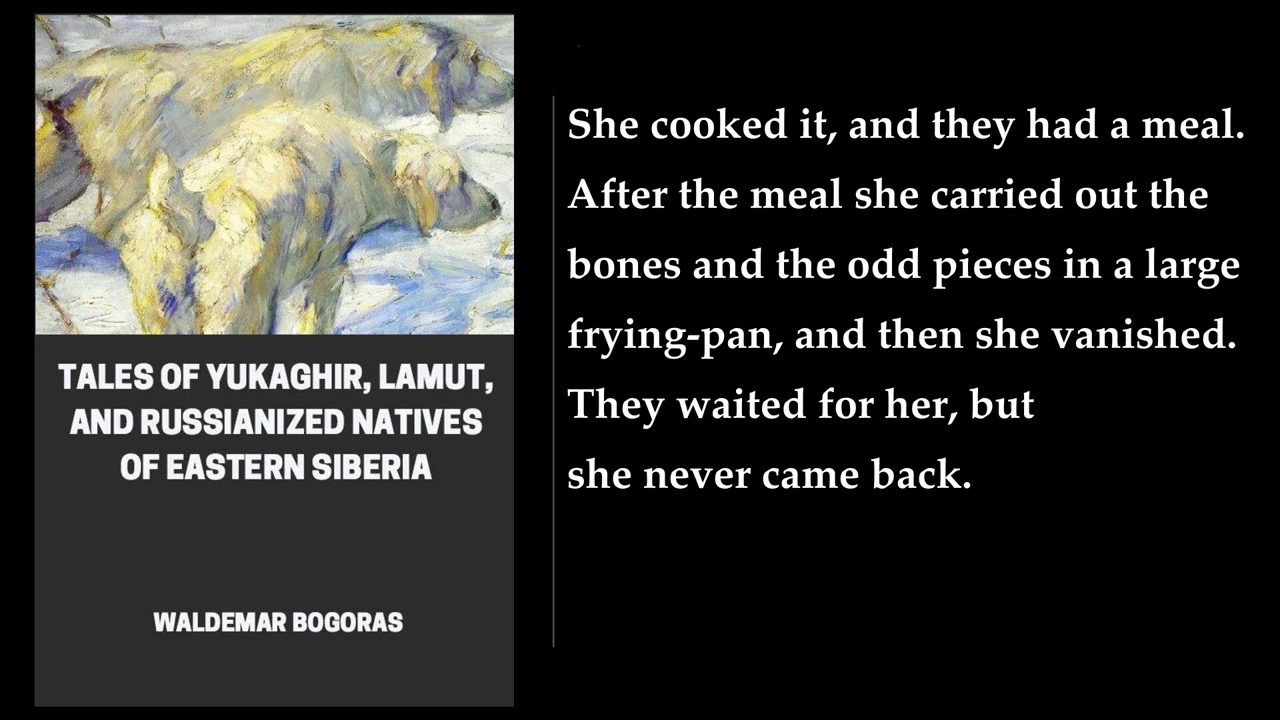 TALES OF YUKAGHIR, LAMUT,
AND RUSSIANIZED NATIVES
OF EASTERN SIBERIA
WALDEMAR BOGORAS
She cooked it, and they had a meal.
After the meal she carried out the
bones and the odd pieces in a large
frying-pan, and then she vanished.
They waited for her, but
she never came back.